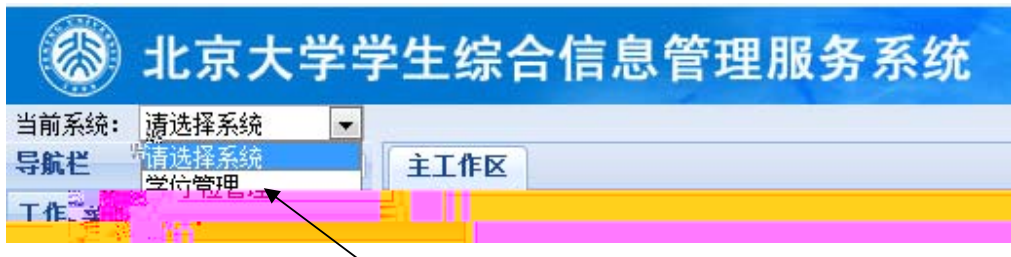 北京大学学生综合信息管理服务系统
当前系统： 请选择系统
导航栏 请选择系统 主工作区
学位管理
工作